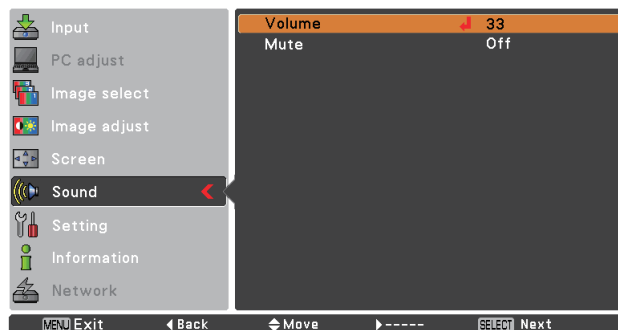 Input
PC adjust
Image select
Image adjust
Screen
Sound
Setting
Information
Network
Volume 33
Mute Off
MENU Exit Back Move ----- SELECT Next